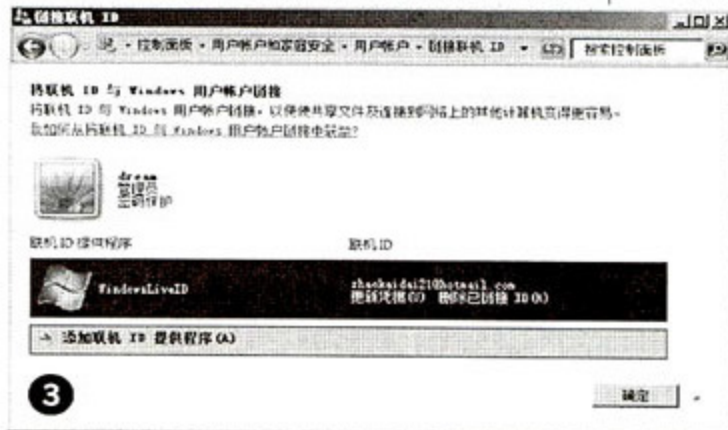 链接联机 ID
控制面板 · 用户帐户和家庭安全 · 用户帐户 · 链接联机 ID 搜索控制面板
将联机 ID 与 Windows 用户帐户链接
将联机 ID 与 Windows 用户帐户链接，以便使共享文件及连接到网络上的其他计算机变得更容易。
我如何从将联机 ID 与 Windows 用户帐户链接中获益?
dream
管理员
密码保护
联机 ID 提供程序 联机 ID
WindowsLiveID
zhaokaidai21@hotmail.com
更新凭据(U) 删除已链接 ID(R)
→ 添加联机 ID 提供程序(A)
3
确定